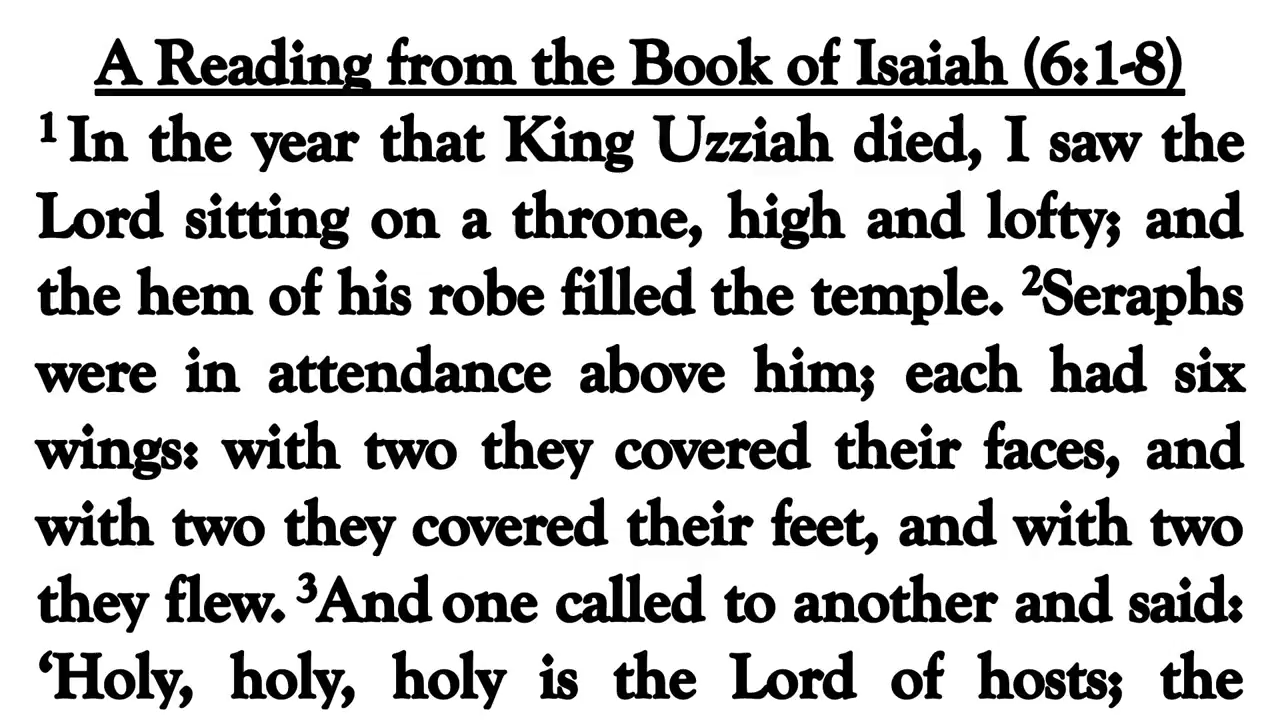 A Reading from the Book of Isaiah (6:1-8)
¹ In the year that King Uzziah died, I saw the
Lord sitting on a throne, high and lofty; and
the hem of his robe filled the temple. ²Seraphs
were in attendance above him; each had six
wings: with two they covered their faces, and
with two they covered their feet, and with two
they flew. ³And one called to another and said:
‘Holy, holy, holy is the Lord of hosts; the